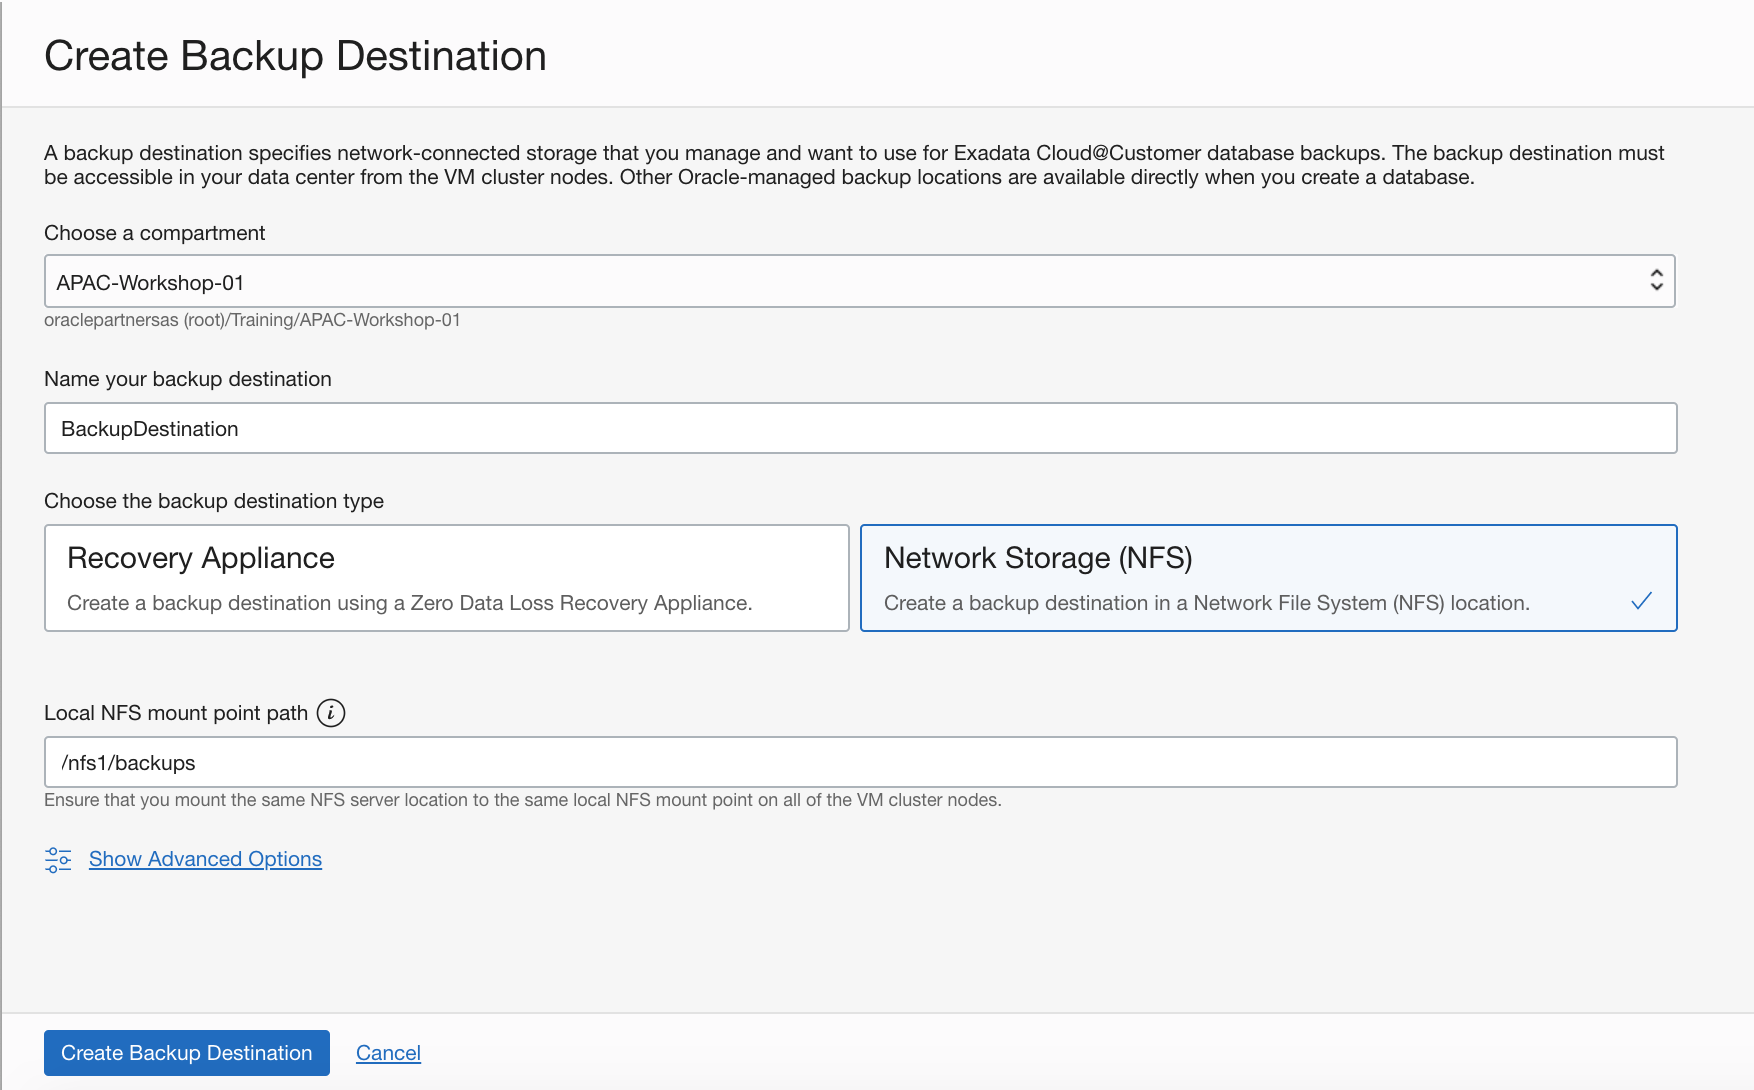 Create Backup Destination
A backup destination specifies network-connected storage that you manage and want to use for Exadata Cloud@Customer database backups. The backup destination must
be accessible in your data center from the VM cluster nodes. Other Oracle-managed backup locations are available directly when you create a database.
Choose a compartment
APAC-Workshop-01
oraclepartnersas (root)/Training/APAC-Workshop-01
Name your backup destination
BackupDestination
Choose the backup destination type
Recovery Appliance
Create a backup destination using a Zero Data Loss Recovery Appliance.
Network Storage (NFS)
Create a backup destination in a Network File System (NFS) location.
Local NFS mount point path i
/nfs1/backups
Ensure that you mount the same NFS server location to the same local NFS mount point on all of the VM cluster nodes.
Show Advanced Options
Create Backup Destination Cancel